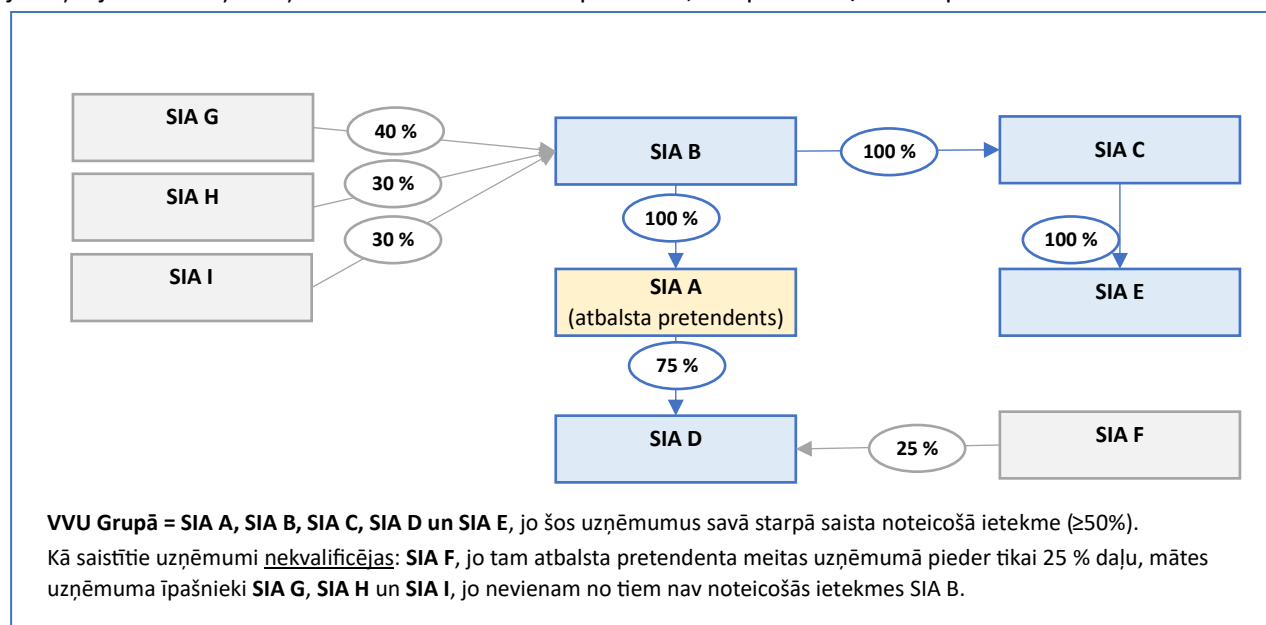 SIA G
40 %
SIA B
100 %
SIA C
SIA H
30 %
100 %
30 %
100 %
SIA I
SIA A
(atbalsta pretendents)
SIA E
75 %
SIA D
25 %
SIA F
VVU Grupā = SIA A, SIA B, SIA C, SIA D un SIA E, jo šos uzņēmumus savā starpā saista noteicošā ietekme (≥50%).
Kā saistītie uzņēmumi nekvalificējas: SIA F, jo tam atbalsta pretendenta meitas uzņēmumā pieder tikai 25 % daļu, mātes
uzņēmuma īpašnieki SIA G, SIA H un SIA I, jo nevienam no tiem nav noteicošās ietekmes SIA B.